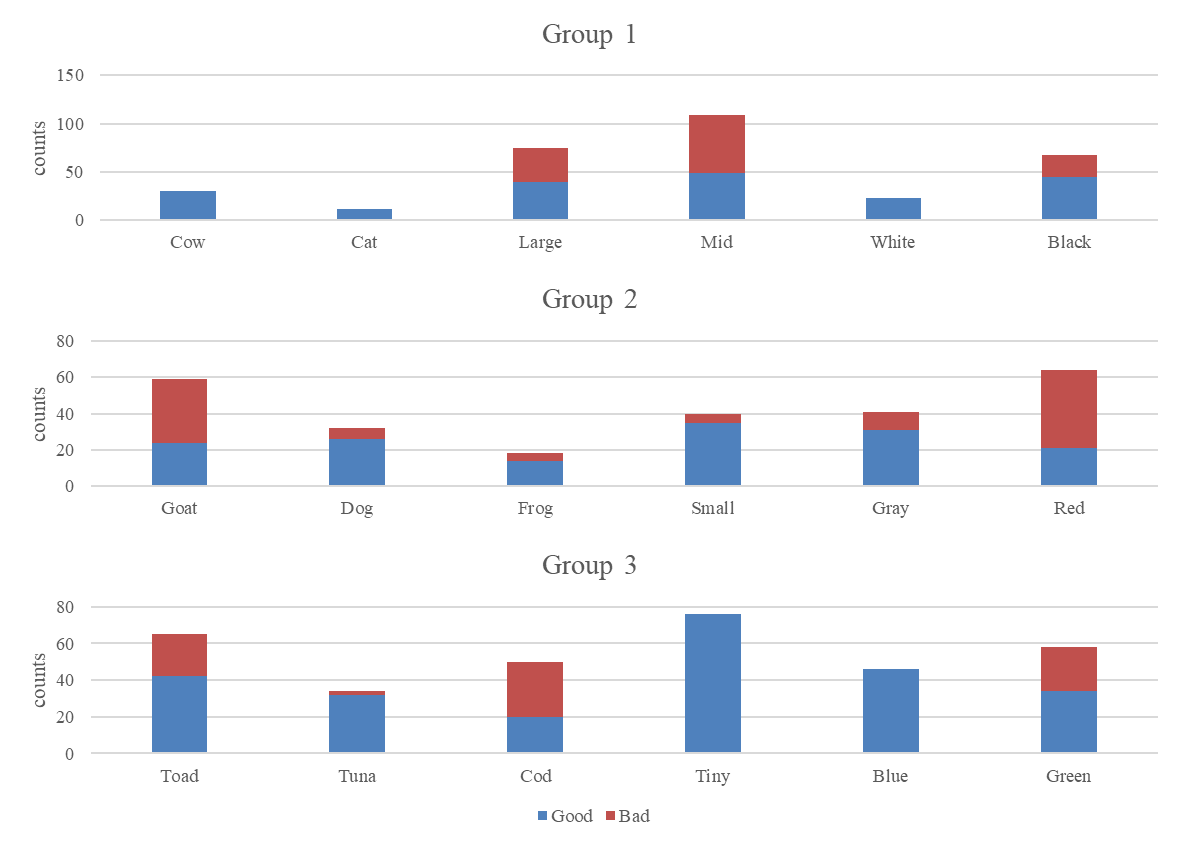 Group 1
150
100
50
0
counts
Cow Cat Large Mid White Black
Group 2
80
60
40
20
0
counts
Goat Dog Frog Small Gray Red
Group 3
80
60
40
20
0
counts
Toad Tuna Cod Tiny Blue Green
Good Bad